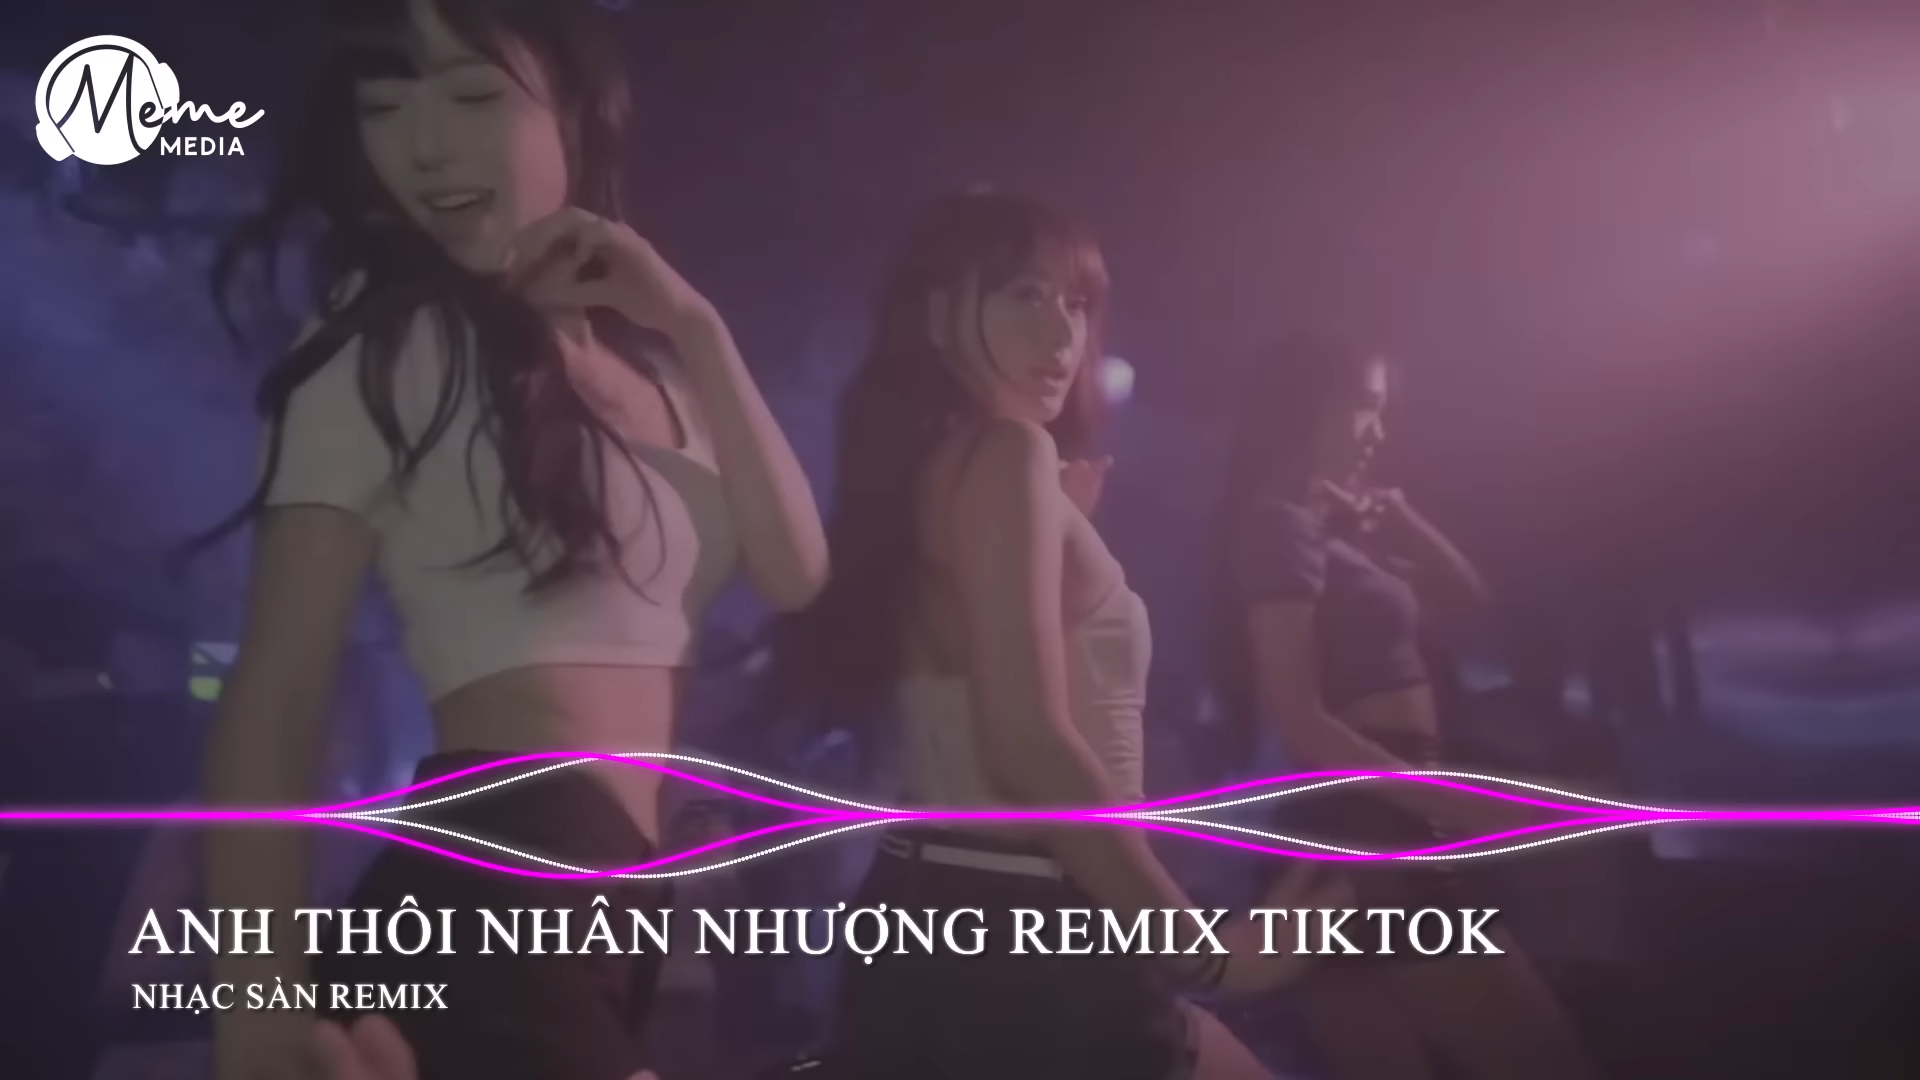 Meme
MEDIA
ANH THÔI NHÂN NHƯỢNG REMIX TIKTOK
NHẠC SÀN REMIX